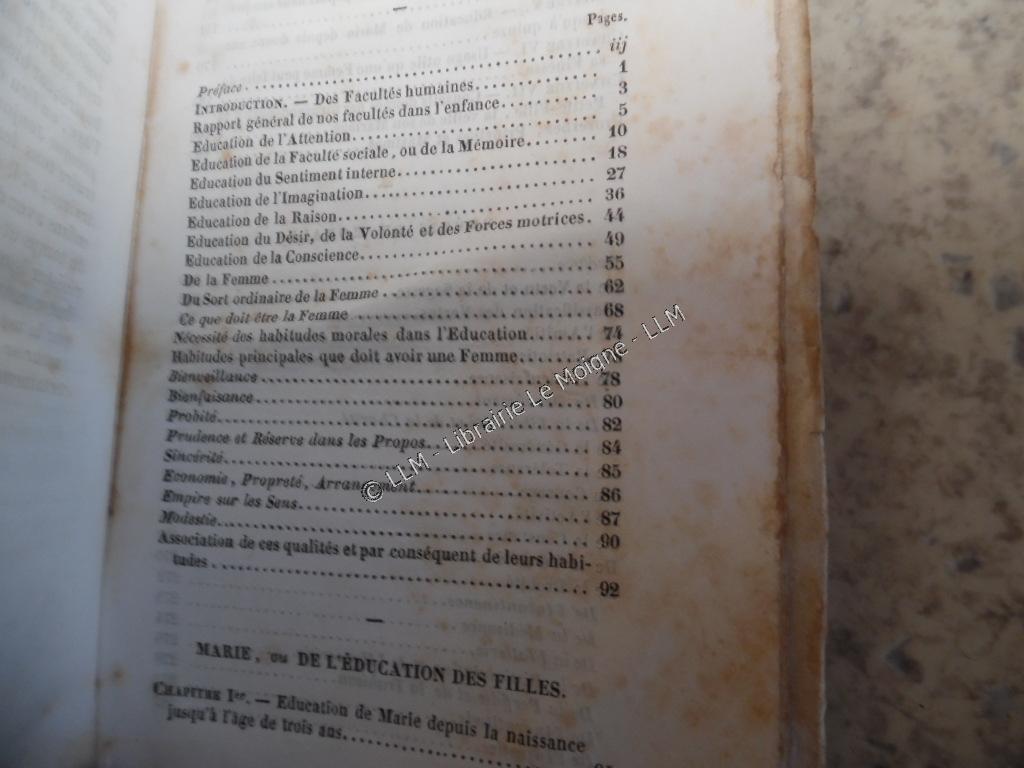 Pages.
Préface . . . . . iij
INTRODUCTION. — Des Facultés humaines. . . . . 1
Rapport général de nos facultés dans l'enfance . . . . . 3
Education de l'Attention. . . . . 5
Education de la Faculté sociale, ou de la Mémoire. . . . . 10
Education du Sentiment interne. . . . . 18
Education de l'Imagination. . . . . 27
Education de la Raison. . . . . 36
Education du Désir, de la Volonté et des Forces motrices. 44
Education de la Conscience. . . . . 49
De la Femme . . . . . 55
Du Sort ordinaire de la Femme . . . . . 62
Ce que doit être la Femme . . . . . 68
Nécessité des habitudes morales dans l'Education. . . . . 74
Habitudes principales que doit avoir une Femme. . . . .
Bienveillance . . . . . 78
Bienfaisance . . . . . 80
Probité. . . . . 82
Prudence et Réserve dans les Propos. . . . . 84
Sincérité. . . . . 85
Economie, Propreté, Arrangement. . . . . 86
Empire sur les Sens. . . . . 87
Modestie. . . . . 90
Association de ces qualités et par conséquent de leurs habi-
tudes . . . . . 92
MARIE, ou DE L'ÉDUCATION DES FILLES.
CHAPITRE Ier. — Education de Marie depuis la naissance
jusqu'à l'âge de trois ans. . . . .
© LLM - Librairie Le Moigne - LLM